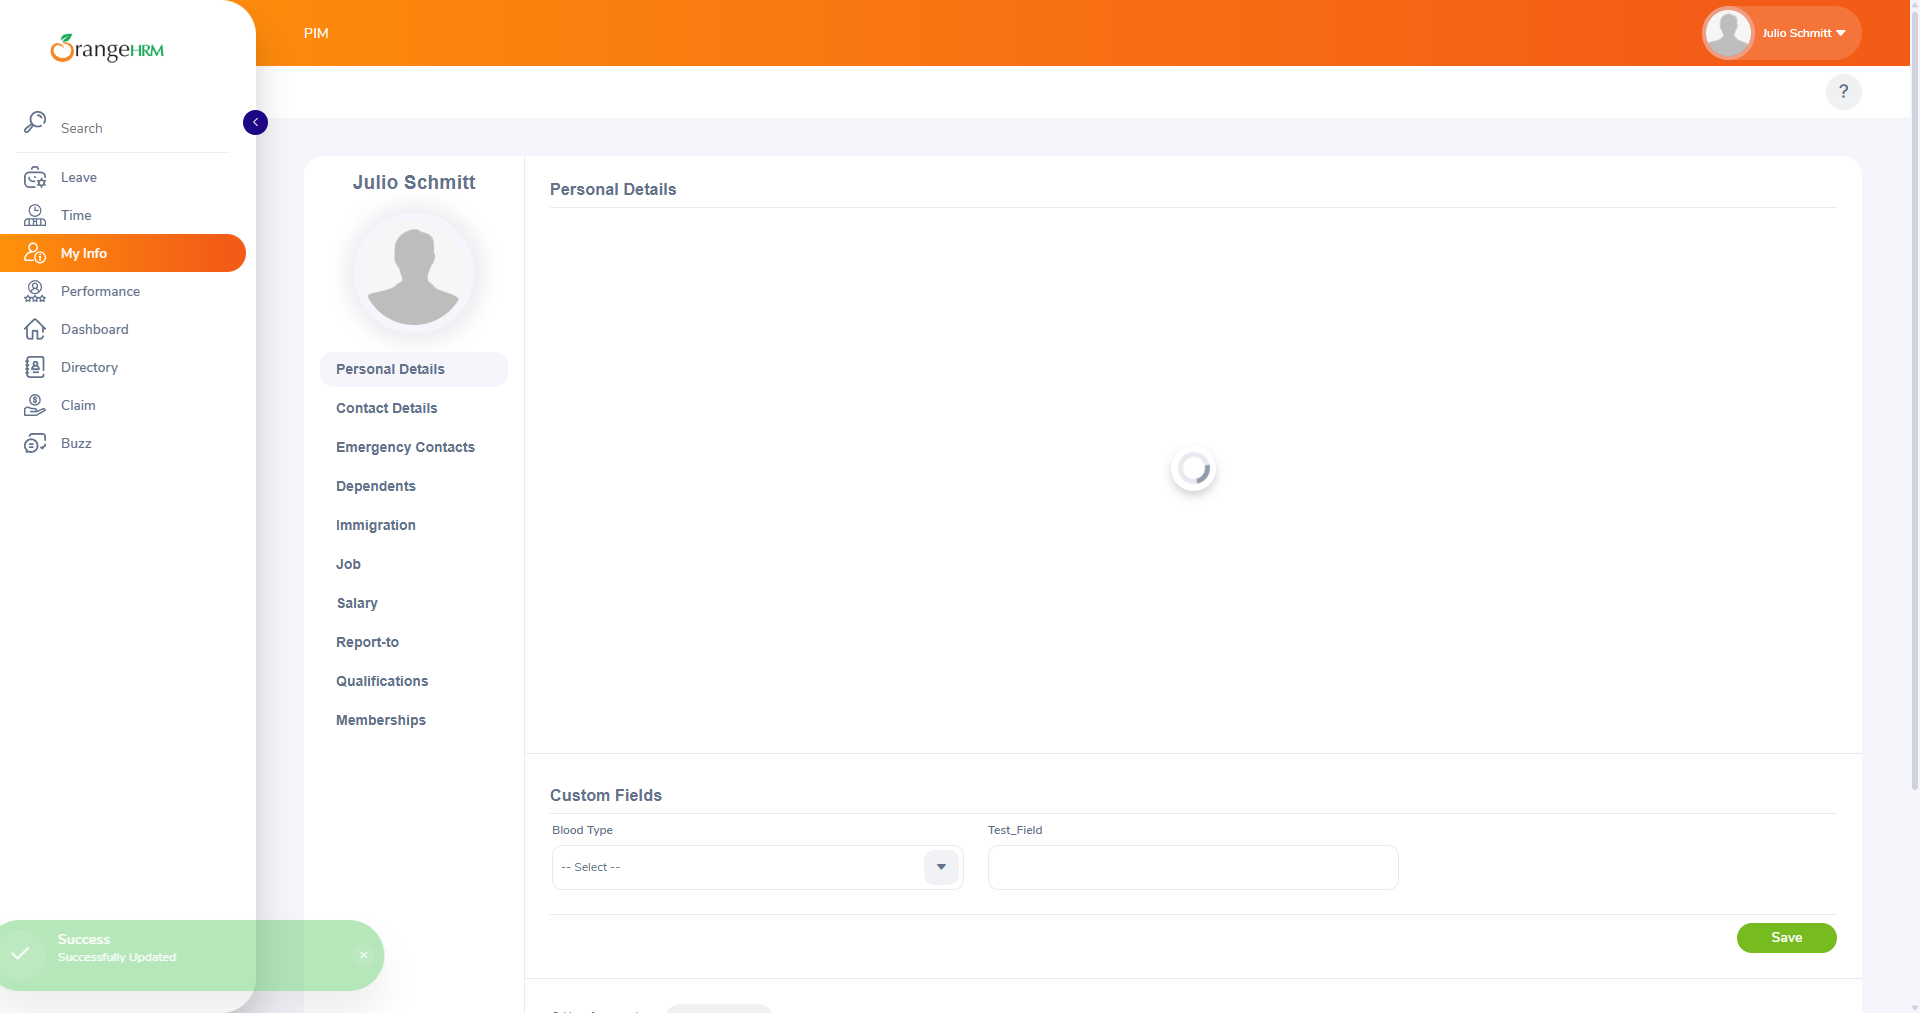 OrangeHRM
PIM
Julio Schmitt
?
Search
Leave
Time
My Info
Performance
Dashboard
Directory
Claim
Buzz
Julio Schmitt
Personal Details
Contact Details
Emergency Contacts
Dependents
Immigration
Job
Salary
Report-to
Qualifications
Memberships
Personal Details
Custom Fields
Blood Type
Test_Field
-- Select --
Save
Success
Successfully Updated